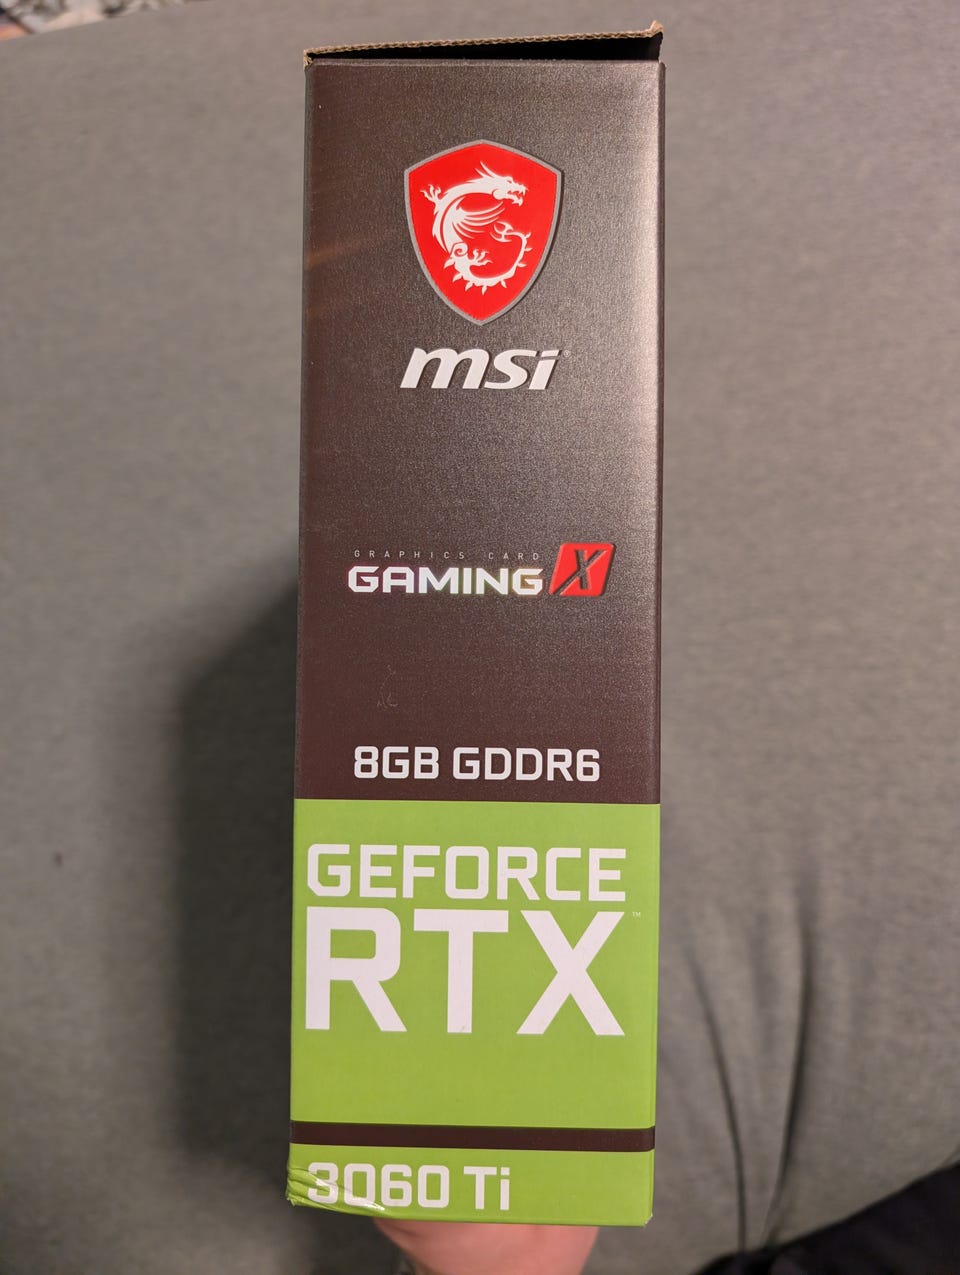 msi
GRAPHICS CARD
GAMING X
8GB GDDR6
GEFORCE
RTX™
3060 Ti